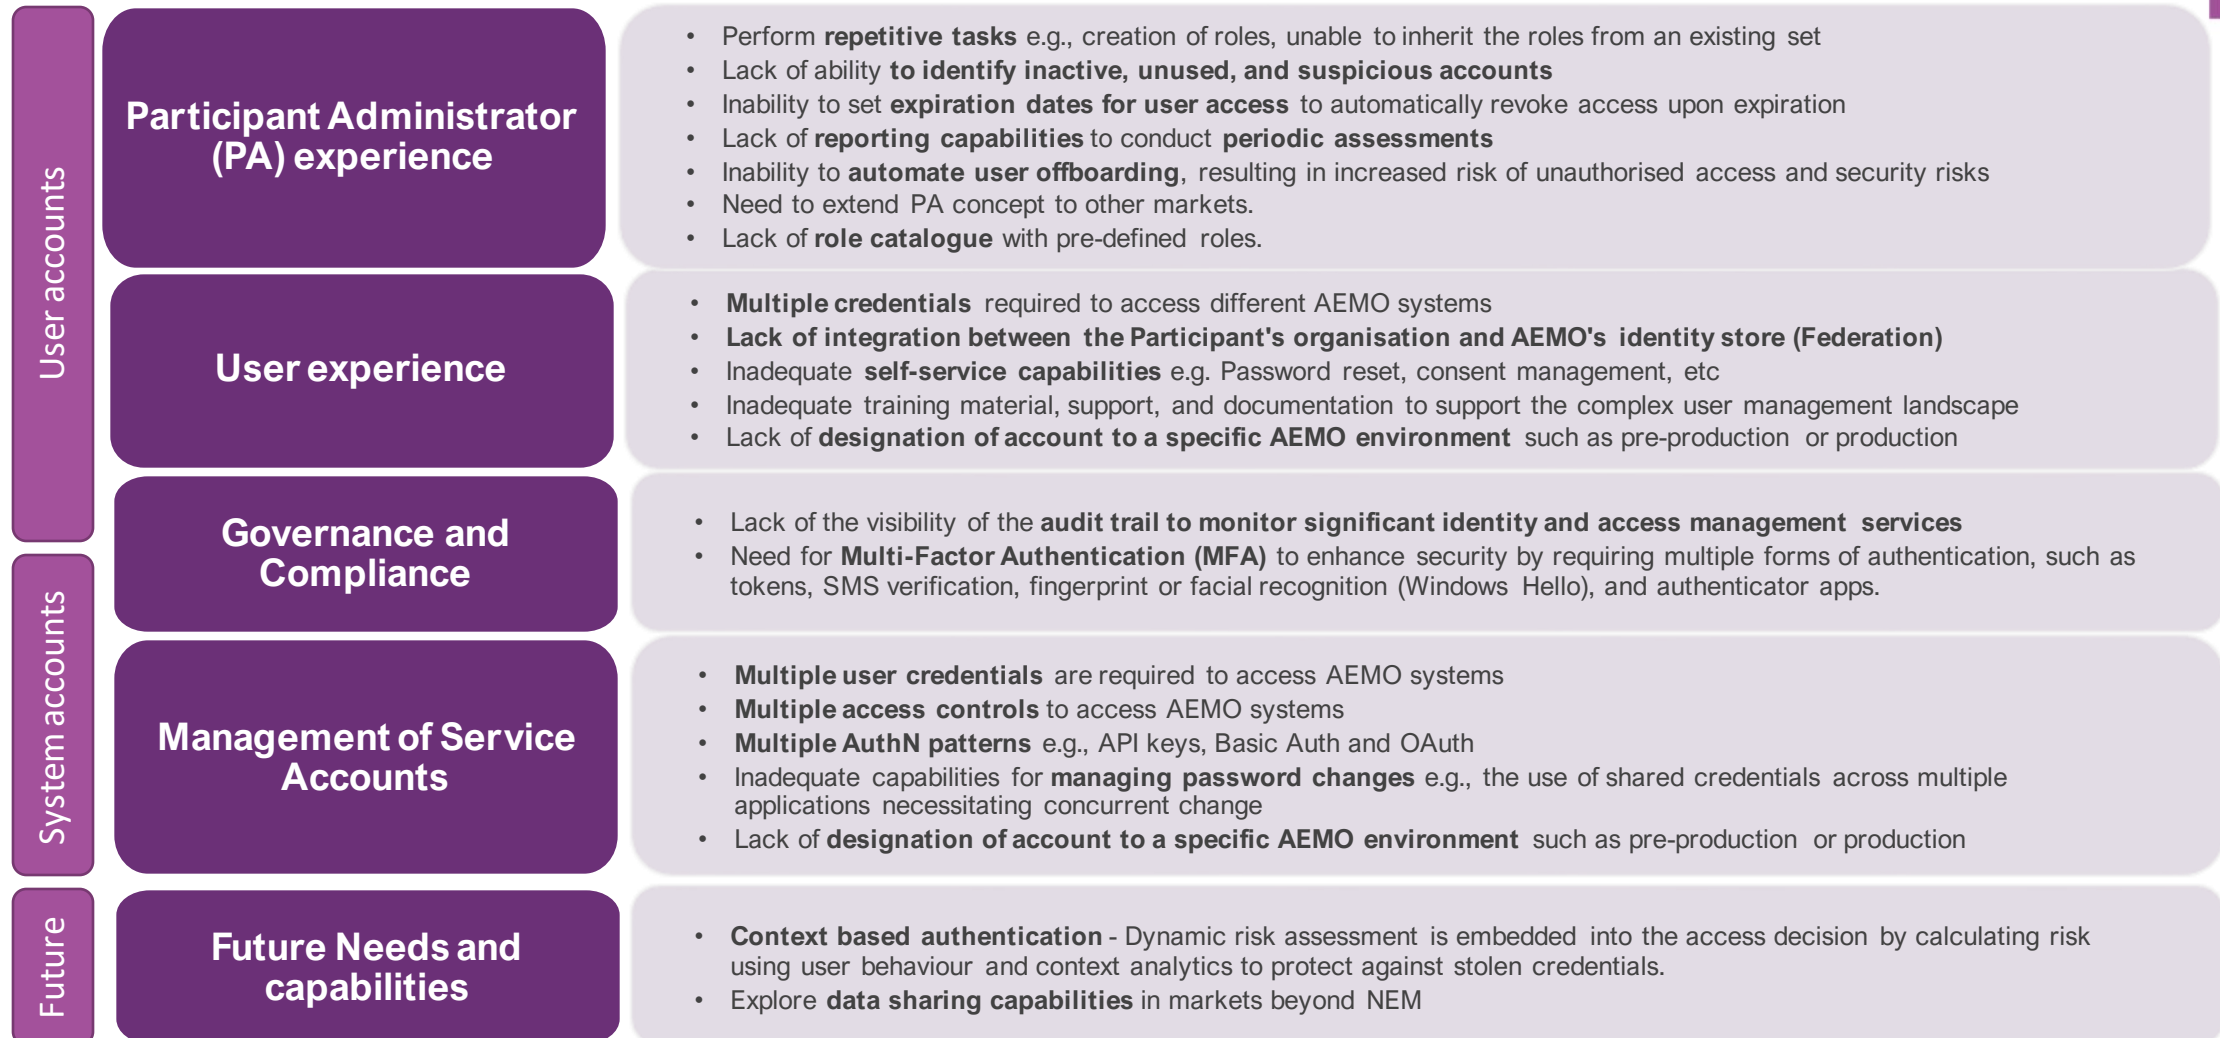 User accounts
Participant Administrator
(PA) experience
• Perform repetitive tasks e.g., creation of roles, unable to inherit the roles from an existing set
• Lack of ability to identify inactive, unused, and suspicious accounts
• Inability to set expiration dates for user access to automatically revoke access upon expiration
• Lack of reporting capabilities to conduct periodic assessments
• Inability to automate user offboarding, resulting in increased risk of unauthorised access and security risks
• Need to extend PA concept to other markets.
• Lack of role catalogue with pre-defined roles.
User experience
• Multiple credentials required to access different AEMO systems
• Lack of integration between the Participant's organisation and AEMO's identity store (Federation)
• Inadequate self-service capabilities e.g. Password reset, consent management, etc
• Inadequate training material, support, and documentation to support the complex user management landscape
• Lack of designation of account to a specific AEMO environment such as pre-production or production
Governance and
Compliance
• Lack of the visibility of the audit trail to monitor significant identity and access management services
• Need for Multi-Factor Authentication (MFA) to enhance security by requiring multiple forms of authentication, such as
tokens, SMS verification, fingerprint or facial recognition (Windows Hello), and authenticator apps.
System accounts
Management of Service
Accounts
• Multiple user credentials are required to access AEMO systems
• Multiple access controls to access AEMO systems
• Multiple AuthN patterns e.g., API keys, Basic Auth and OAuth
• Inadequate capabilities for managing password changes e.g., the use of shared credentials across multiple
applications necessitating concurrent change
• Lack of designation of account to a specific AEMO environment such as pre-production or production
Future
Future Needs and
capabilities
• Context based authentication - Dynamic risk assessment is embedded into the access decision by calculating risk
using user behaviour and context analytics to protect against stolen credentials.
• Explore data sharing capabilities in markets beyond NEM